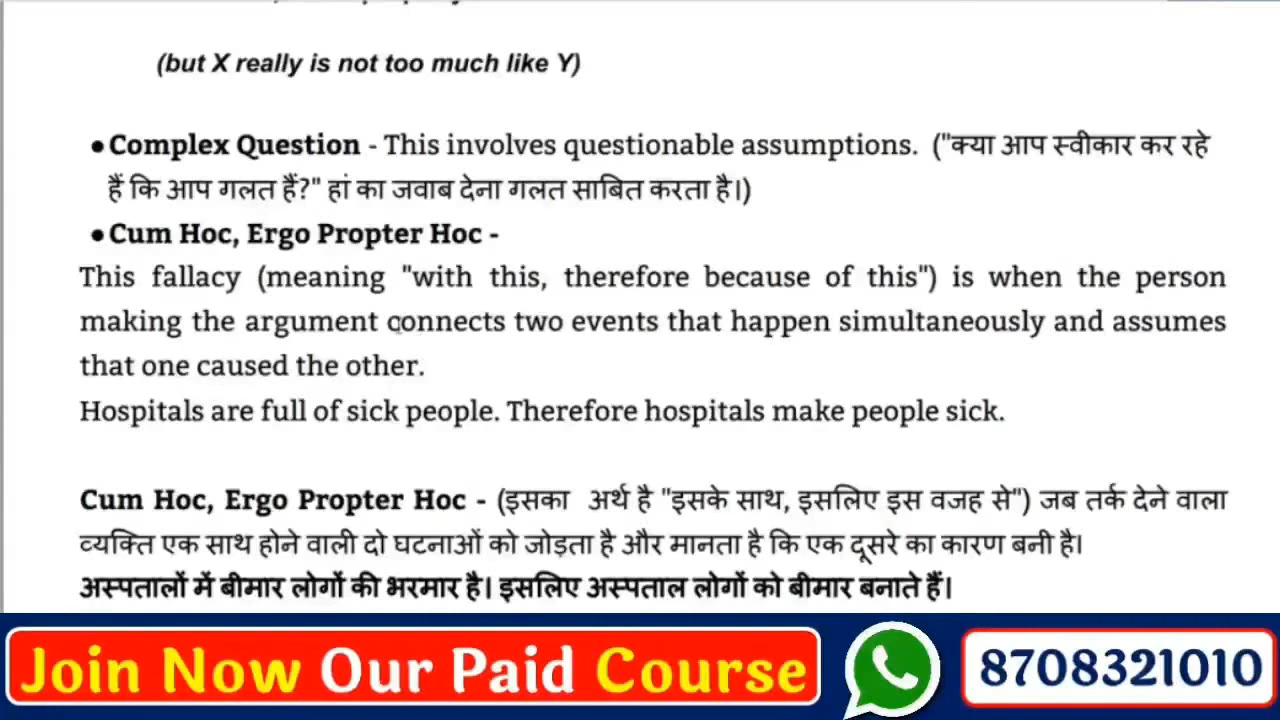 (but X really is not too much like Y)
•Complex Question - This involves questionable assumptions. ("क्या आप स्वीकार कर रहे
हैं कि आप गलत हैं?" हां का जवाब देना गलत साबित करता है।)
•Cum Hoc, Ergo Propter Hoc -
This fallacy (meaning "with this, therefore because of this") is when the person
making the argument connects two events that happen simultaneously and assumes
that one caused the other.
Hospitals are full of sick people. Therefore hospitals make people sick.
Cum Hoc, Ergo Propter Hoc - (इसका अर्थ है "इसके साथ, इसलिए इस वजह से") जब तर्क देने वाला
व्यक्ति एक साथ होने वाली दो घटनाओं को जोड़ता है और मानता है कि एक दूसरे का कारण बनी है।
अस्पतालों में बीमार लोगों की भरमार है। इसलिए अस्पताल लोगों को बीमार बनाते हैं।
Join Now Our Paid Course
8708321010